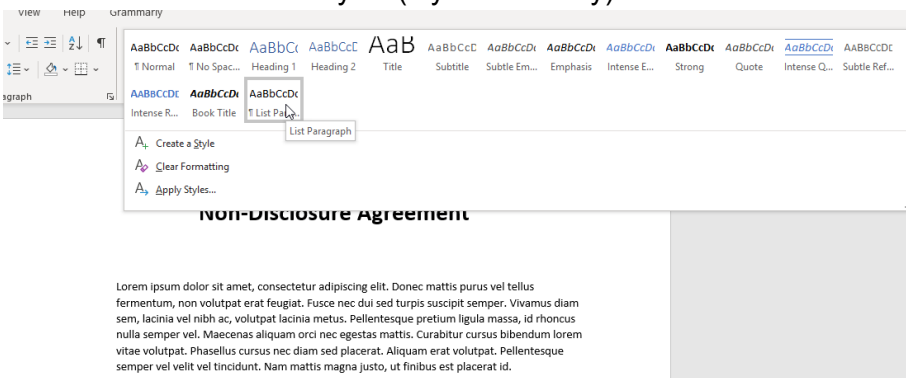 View Help Grammarly
AaBbCcDc AaBbCcDc AaBbCc AaBbCcE AaB AaBbCcE AaBbCcDc AaBbCcDc AaBbCcDc AaBbCcDc AaBbCcDc AaBbCcDc AABBCCDE
¶ Normal ¶ No Spac... Heading 1 Heading 2 Title Subtitle Subtle Em... Emphasis Intense E... Strong Quote Intense Q... Subtle Ref...
agraph
AABBCCDE AaBbCcDc AaBbCcDc
Intense R... Book Title ¶ List Para...
List Paragraph
Create a Style
Clear Formatting
Apply Styles...
Non-Disclosure Agreement
Lorem ipsum dolor sit amet, consectetur adipiscing elit. Donec mattis purus vel tellus
fermentum, non volutpat erat feugiat. Fusce nec dui sed turpis suscipit semper. Vivamus diam
sem, lacinia vel nibh ac, volutpat lacinia metus. Pellentesque pretium ligula massa, id rhoncus
nulla semper vel. Maecenas aliquam orci nec egestas mattis. Curabitur cursus bibendum lorem
vitae volutpat. Phasellus cursus nec diam sed placerat. Aliquam erat volutpat. Pellentesque
semper vel velit vel tincidunt. Nam mattis magna justo, ut finibus est placerat id.